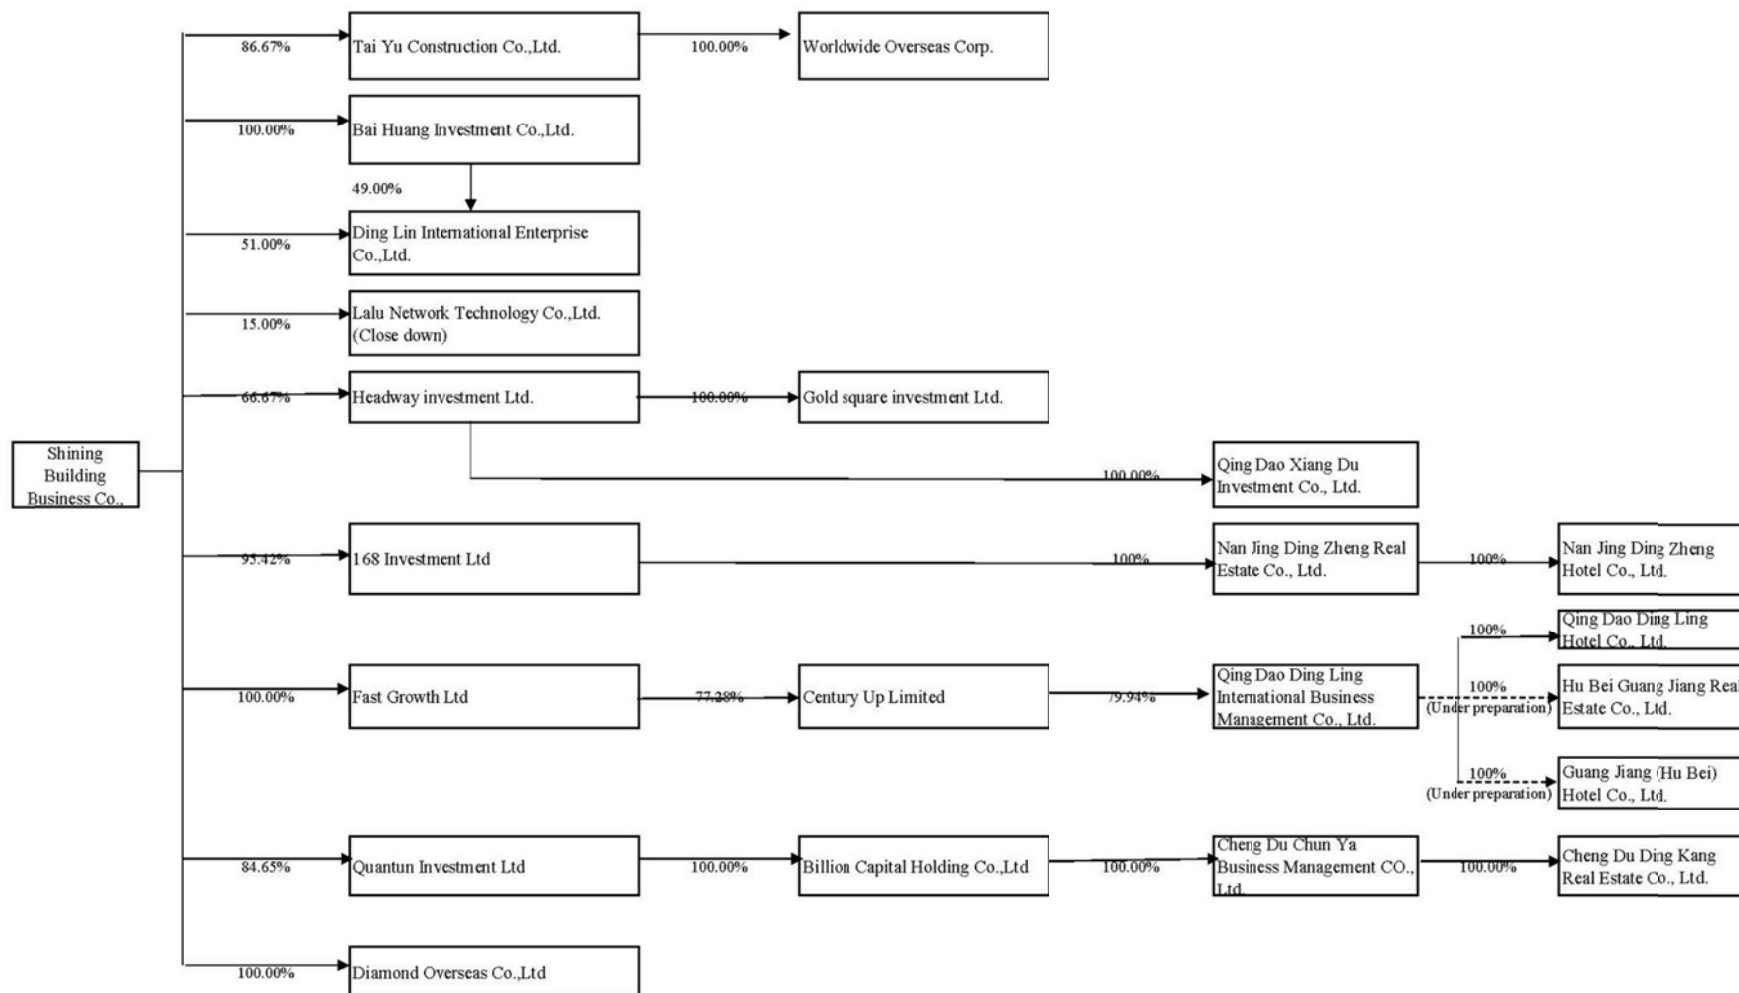 86.67%
Tai Yu Construction Co.,Ltd.
100.00%
Worldwide Overseas Corp.
100.00%
Bai Huang Investment Co.,Ltd.
49.00%
51.00%
Ding Lin International Enterprise
Co.,Ltd.
15.00%
Lalu Network Technology Co.,Ltd.
(Close down)
66.67%
Headway investment Ltd.
100.00%
Gold square investment Ltd.
Shining
Building
Business Co.,
100.00%
Qing Dao Xiang Du
Investment Co., Ltd.
95.42%
168 Investment Ltd
100%
Nan Jing Ding Zheng Real
Estate Co., Ltd.
100%
Nan Jing Ding Zheng
Hotel Co., Ltd.
100%
Qing Dao Ding Ling
Hotel Co., Ltd.
100.00%
Fast Growth Ltd
77.28%
Century Up Limited
79.94%
Qing Dao Ding Ling
International Business
Management Co., Ltd.
100%
(Under preparation)
Hu Bei Guang Jiang Real
Estate Co., Ltd.
100%
(Under preparation)
Guang Jiang (Hu Bei)
Hotel Co., Ltd.
84.65%
Quantun Investment Ltd
100.00%
Billion Capital Holding Co.,Ltd
100.00%
Cheng Du Chun Ya
Business Management CO.,
Ltd.
100.00%
Cheng Du Ding Kang
Real Estate Co., Ltd.
100.00%
Diamond Overseas Co.,Ltd